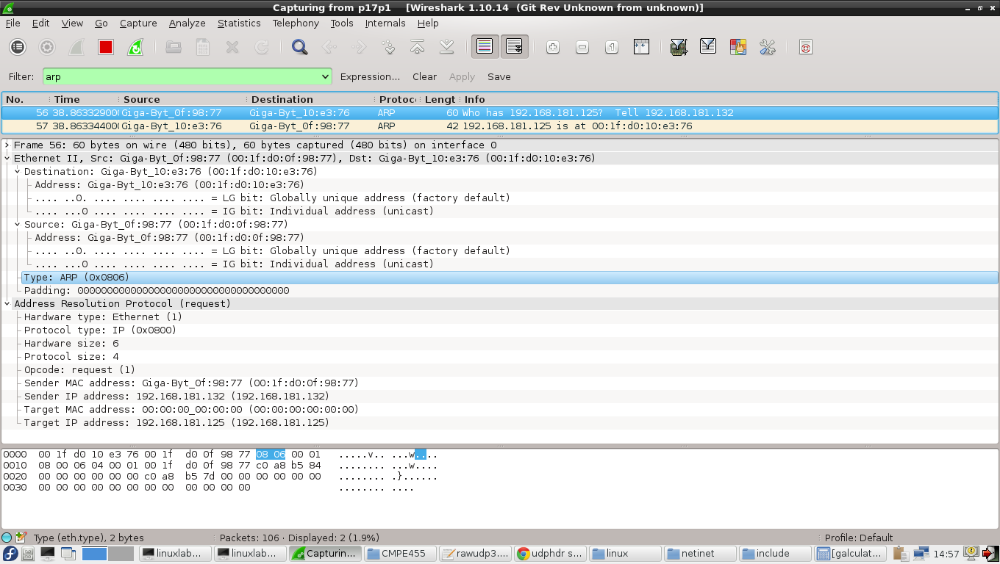 Capturing from p17p1   [Wireshark 1.10.14  (Git Rev Unknown from unknown)]
File Edit View Go Capture Analyze Statistics Telephony Tools Internals Help
Filter: arp Expression... Clear Apply Save
No. Time Source Destination Protoc Lengt Info
56 38.863329000 Giga-Byt_0f:98:77 Giga-Byt_10:e3:76 ARP 60 Who has 192.168.181.125?  Tell 192.168.181.132
57 38.863344000 Giga-Byt_10:e3:76 Giga-Byt_0f:98:77 ARP 42 192.168.181.125 is at 00:1f:d0:10:e3:76
Frame 56: 60 bytes on wire (480 bits), 60 bytes captured (480 bits) on interface 0
Ethernet II, Src: Giga-Byt_0f:98:77 (00:1f:d0:0f:98:77), Dst: Giga-Byt_10:e3:76 (00:1f:d0:10:e3:76)
Destination: Giga-Byt_10:e3:76 (00:1f:d0:10:e3:76)
Address: Giga-Byt_10:e3:76 (00:1f:d0:10:e3:76)
.... ..0. .... .... .... .... = LG bit: Globally unique address (factory default)
.... ...0 .... .... .... .... = IG bit: Individual address (unicast)
Source: Giga-Byt_0f:98:77 (00:1f:d0:0f:98:77)
Address: Giga-Byt_0f:98:77 (00:1f:d0:0f:98:77)
.... ..0. .... .... .... .... = LG bit: Globally unique address (factory default)
.... ...0 .... .... .... .... = IG bit: Individual address (unicast)
Type: ARP (0x0806)
Padding: 000000000000000000000000000000000000
Address Resolution Protocol (request)
Hardware type: Ethernet (1)
Protocol type: IP (0x0800)
Hardware size: 6
Protocol size: 4
Opcode: request (1)
Sender MAC address: Giga-Byt_0f:98:77 (00:1f:d0:0f:98:77)
Sender IP address: 192.168.181.132 (192.168.181.132)
Target MAC address: 00:00:00_00:00:00 (00:00:00:00:00:00)
Target IP address: 192.168.181.125 (192.168.181.125)
0000  00 1f d0 10 e3 76 00 1f  d0 0f 98 77 08 06 00 01   .....v.. ...w....
0010  08 00 06 04 00 01 00 1f  d0 0f 98 77 c0 a8 b5 84   ........ ...w....
0020  00 00 00 00 00 00 c0 a8  b5 7d 00 00 00 00 00 00   ........ .}......
0030  00 00 00 00 00 00 00 00  00 00 00 00   ........ ....
Type (eth.type), 2 bytes Packets: 106 · Displayed: 2 (1.9%) Profile: Default
linuxlab... linuxlab... Capturin... CMPE455 rawudp3.... udphdr s... linux netinet include [galculat... 14:57